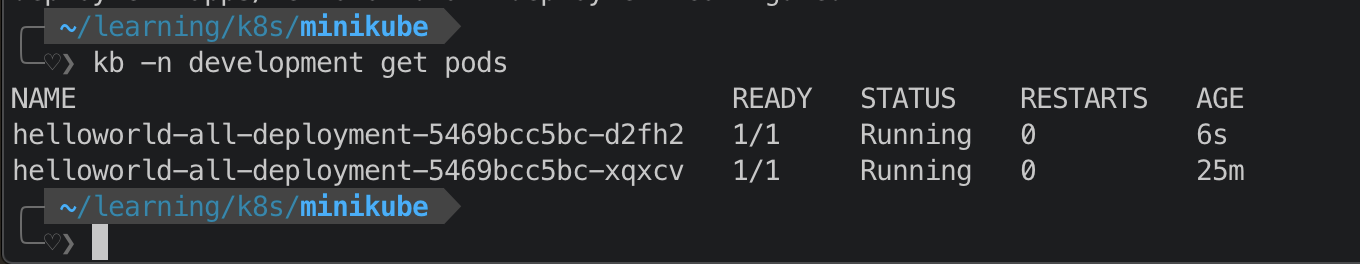 ~/learning/k8s/minikube
♡❯ kb -n development get pods
NAME READY STATUS RESTARTS AGE
helloworld-all-deployment-5469bcc5bc-d2fh2 1/1 Running 0 6s
helloworld-all-deployment-5469bcc5bc-xqxcv 1/1 Running 0 25m
~/learning/k8s/minikube
♡❯